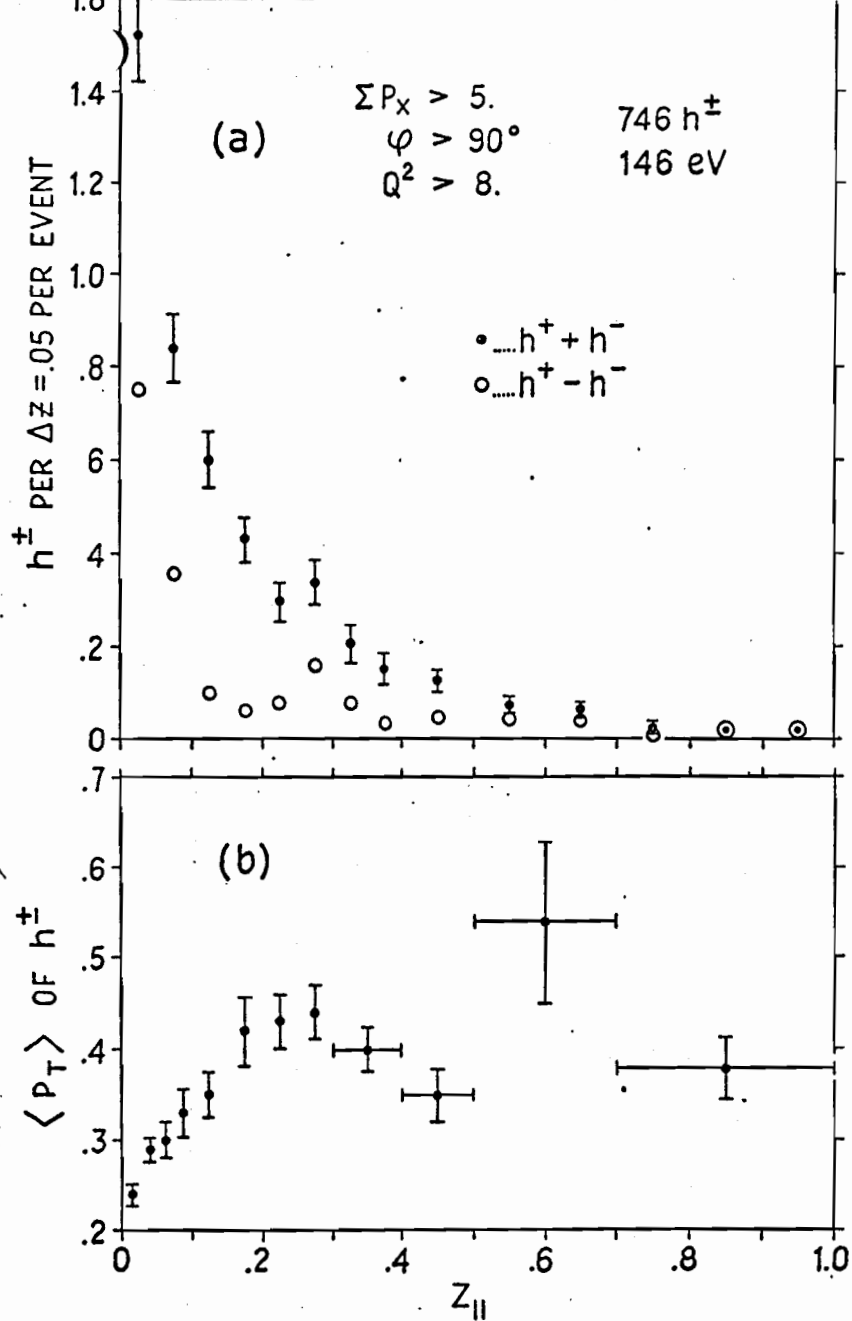 1.6
1.4
1.2
1.0
.8
6
4
.2
0
(a)
ΣPx > 5.
φ > 90°
Q² > 8.
746 h±
146 eV
•.....h⁺ + h⁻
o.....h⁺ − h⁻
h± PER ΔZ = .05 PER EVENT
.7
.6
.5
.4
.3
.2
(b)
⟨P_T⟩ OF h±
0 .2 .4 .6 .8 1.0
Z||